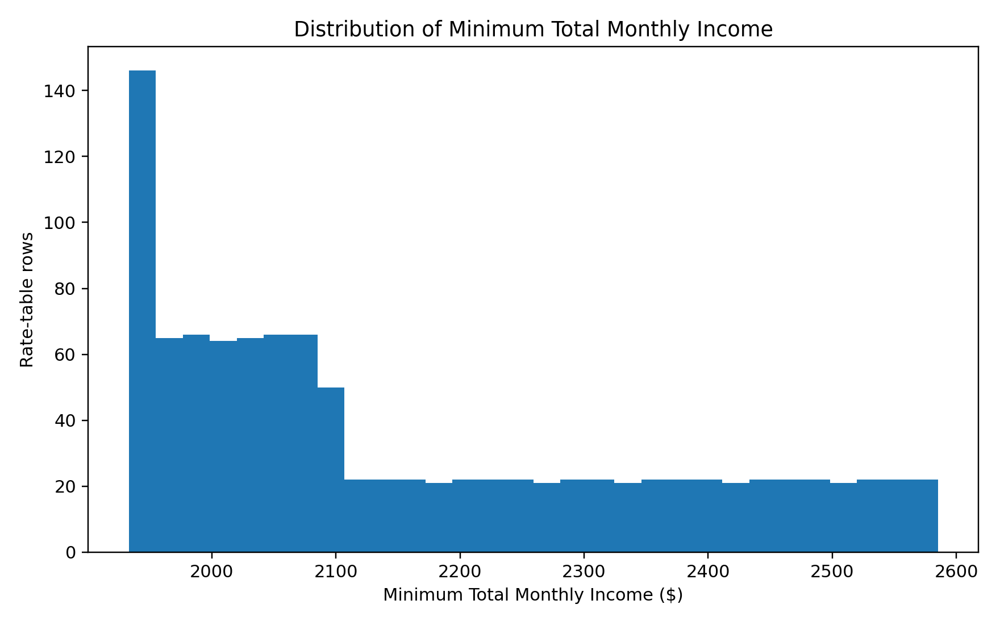 Distribution of Minimum Total Monthly Income
140
120
100
80
60
40
20
0
Rate-table rows
2000 2100 2200 2300 2400 2500 2600
Minimum Total Monthly Income ($)